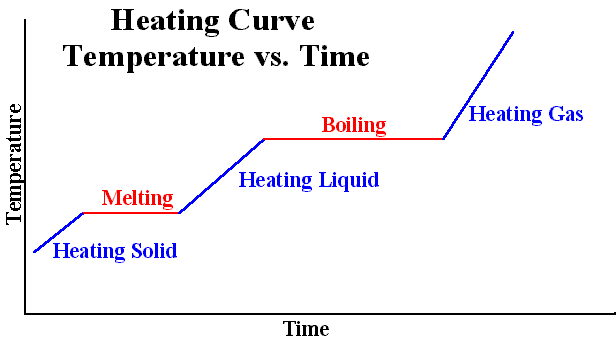 Heating Curve
Temperature vs. Time
Temperature
Boiling
Heating Gas
Heating Liquid
Melting
Heating Solid
Time